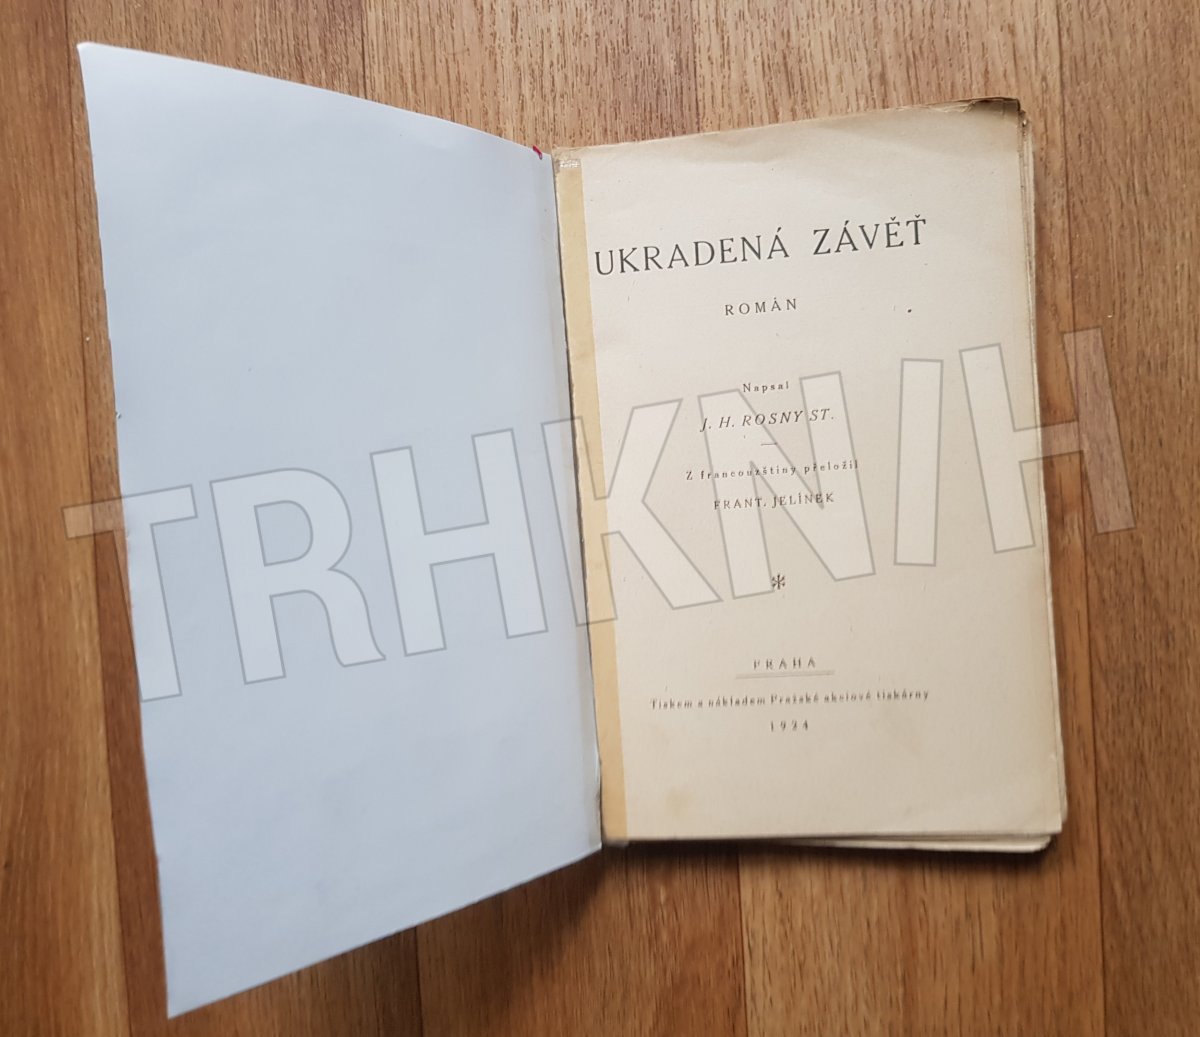 UKRADENÁ ZÁVĚŤ
ROMÁN
Napsal
J. H. ROSNY ST.
Z francouzštiny přeložil
FRANT. JELÍNEK
*
PRAHA
Tiskem a nákladem Pražské akciové tiskárny
1924
TRHKNIH